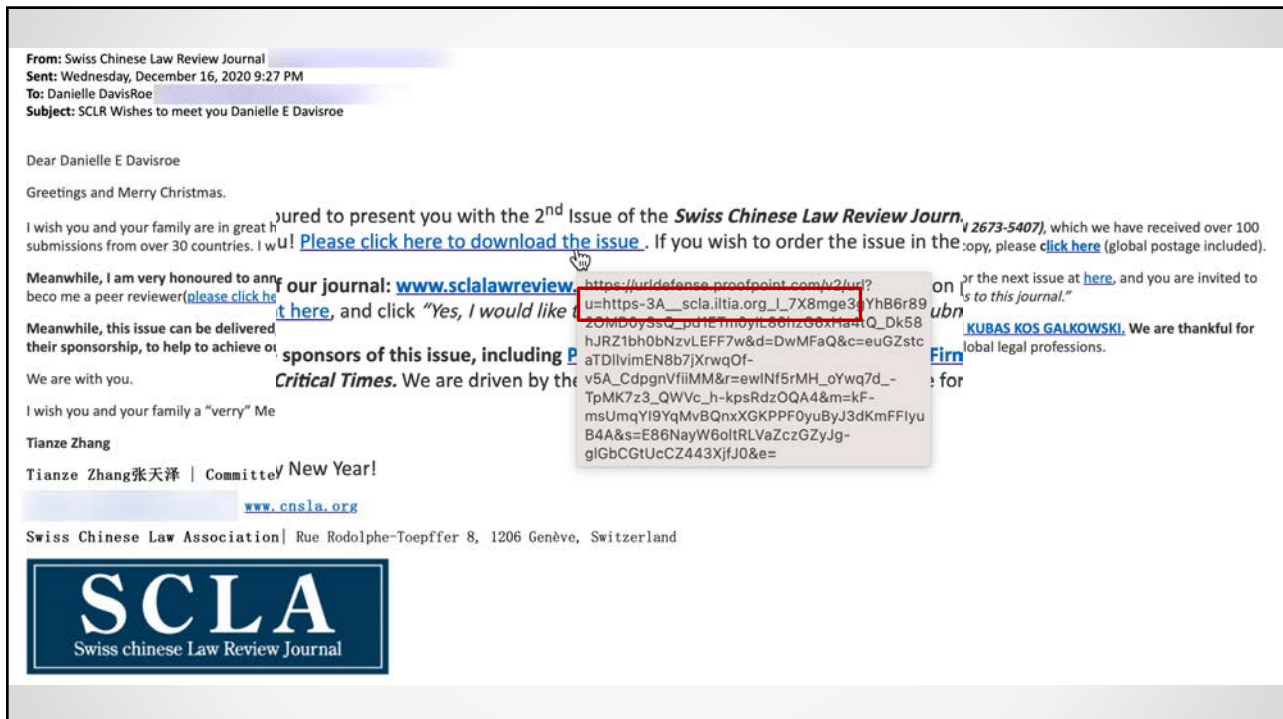 From: Swiss Chinese Law Review Journal
Sent: Wednesday, December 16, 2020 9:27 PM
To: Danielle DavisRoe
Subject: SCLR Wishes to meet you Danielle E Davisroe
Dear Danielle E Davisroe
Greetings and Merry Christmas.
I wish you and your family are in great h
submissions from over 30 countries. I w
oured to present you with the 2nd Issue of the Swiss Chinese Law Review Journ
u! Please click here to download the issue . If you wish to order the issue in the
2673-5407), which we have received over 100
copy, please click here (global postage included).
Meanwhile, I am very honoured to ann
beco me a peer reviewer(please click he
f our journal: www.sclalawreview.
t here, and click "Yes, I would like t
or the next issue at here, and you are invited to
s to this journal."
https://urldefense.proofpoint.com/v2/url?
u=https-3A__scla.iltia.org_l_7X8mge3gYhB6r89
2OMD0ySsQ_pd1ETm0ylL86hzG6xHa4tQ_Dk58
hJRZ1bh0bNzvLEFF7w&d=DwMFaQ&c=euGZstc
aTDllvimEN8b7jXrwqOf-
v5A_CdpgnVfiiMM&r=ewINf5rMH_oYwq7d_-
TpMK7z3_QWVc_h-kpsRdzOQA4&m=kF-
msUmqYI9YqMvBQnxXGKPPF0yuByJ3dKmFFlyu
B4A&s=E86NayW6oltRLVaZczGZyJg-
glGbCGtUcCZ443XjfJ0&e=
Meanwhile, this issue can be delivered
their sponsorship, to help to achieve o
sponsors of this issue, including P
Critical Times. We are driven by the
Firn
e for
KUBAS KOS GALKOWSKI. We are thankful for
lobal legal professions.
We are with you.
I wish you and your family a "verry" Me
y New Year!
Tianze Zhang
Tianze Zhang张天泽 | Committe
www.cnsla.org
Swiss Chinese Law Association| Rue Rodolphe-Toepffer 8, 1206 Genève, Switzerland
SCLA
Swiss chinese Law Review Journal